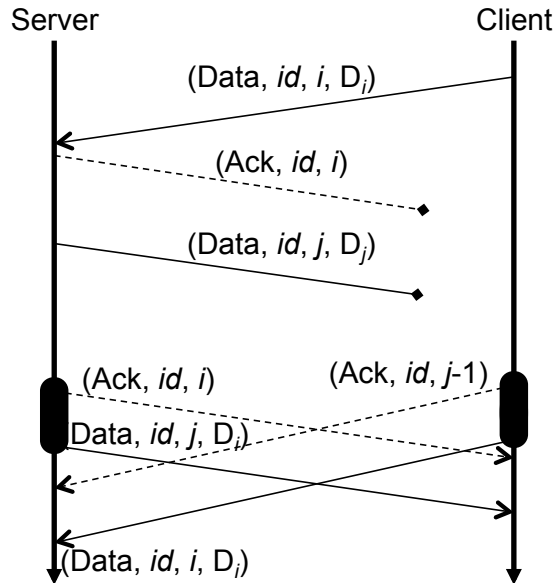 Server Client
(Data, id, i, Dᵢ)
(Ack, id, i)
(Data, id, j, Dⱼ)
(Ack, id, i) (Ack, id, j-1)
(Data, id, j, Dⱼ)
(Data, id, i, Dᵢ)